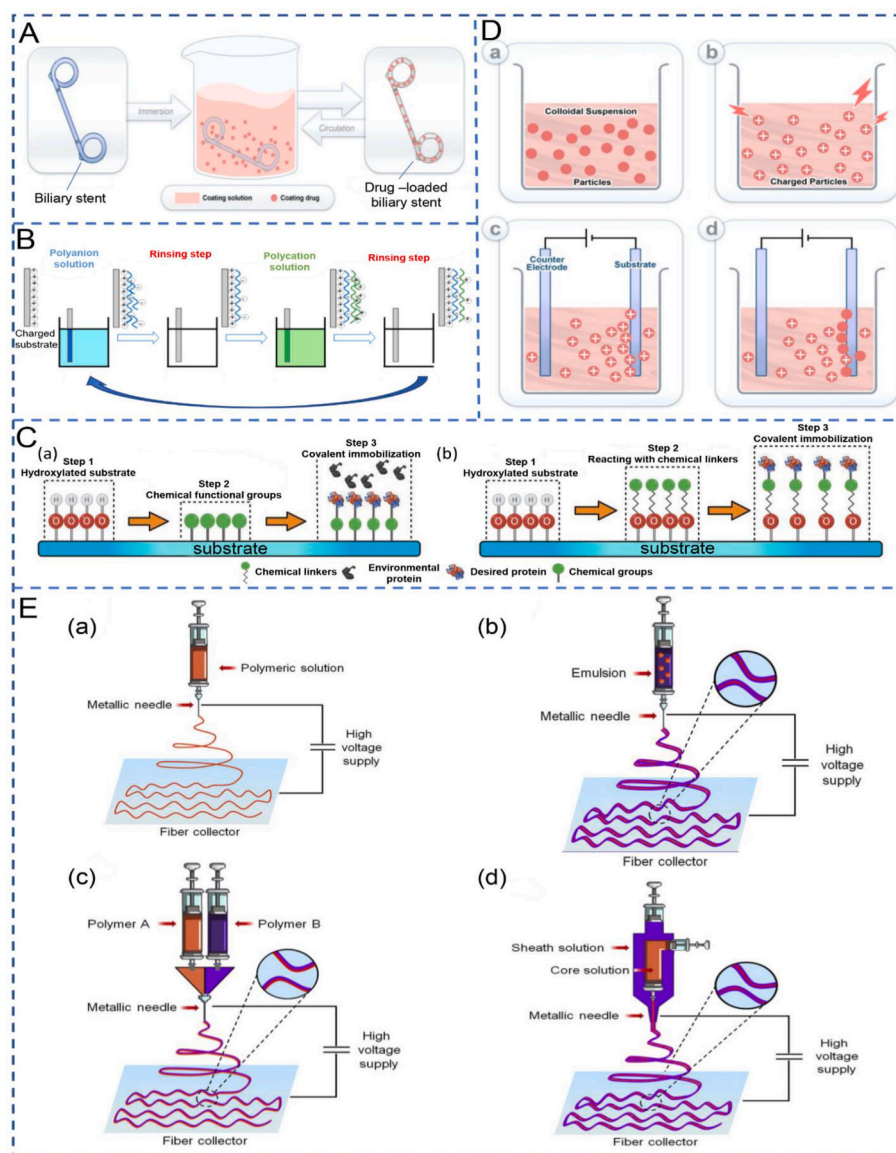 A
Immersion
Circulation
Biliary stent
Drug –loaded
biliary stent
Coating solution
Coating drug
B
Polyanion
solution
Rinsing step
Polycation
solution
Rinsing step
Charged
substrate
D
a
Colloidal Suspension
Particles
b
Charged Particles
c
Counter
Electrode
Substrate
d
C
(a)
Step 1
Hydroxylated substrate
H H H H
O O O O
Step 2
Chemical functional groups
Step 3
Covalent immobilization
substrate
(b)
Step 1
Hydroxylated substrate
H H H H
O O O O
Step 2
Reacting with chemical linkers
O O O O
Step 3
Covalent immobilization
O O O O
substrate
Chemical linkers
Environmental
protein
Desired protein
Chemical groups
E
(a)
Polymeric solution
Metallic needle
High
voltage
supply
Fiber collector
(b)
Emulsion
Metallic needle
High
voltage
supply
Fiber collector
(c)
Polymer A
Polymer B
Metallic needle
High
voltage
supply
Fiber collector
(d)
Sheath solution
Core solution
Metallic needle
High
voltage
supply
Fiber collector